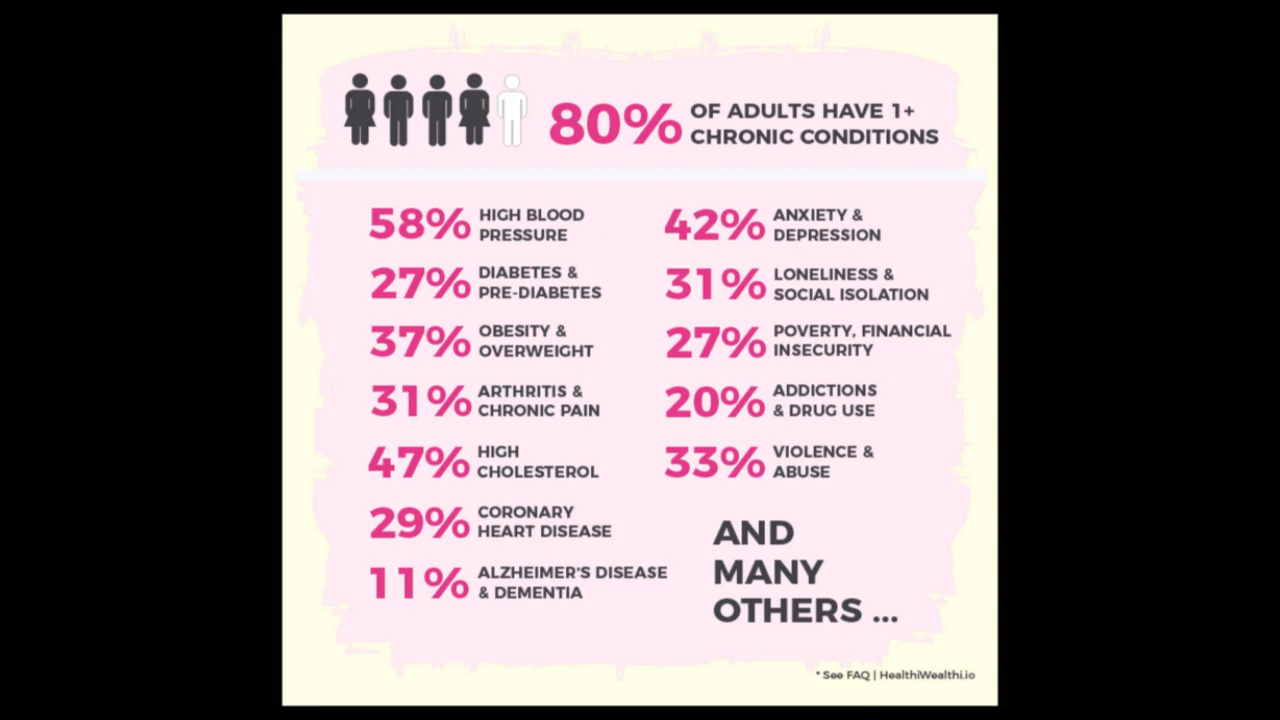 80% OF ADULTS HAVE 1+
CHRONIC CONDITIONS
58% HIGH BLOOD
PRESSURE
27% DIABETES &
PRE-DIABETES
37% OBESITY &
OVERWEIGHT
31% ARTHRITIS &
CHRONIC PAIN
47% HIGH
CHOLESTEROL
29% CORONARY
HEART DISEASE
11% ALZHEIMER'S DISEASE
& DEMENTIA
42% ANXIETY &
DEPRESSION
31% LONELINESS &
SOCIAL ISOLATION
27% POVERTY, FINANCIAL
INSECURITY
20% ADDICTIONS
& DRUG USE
33% VIOLENCE &
ABUSE
AND
MANY
OTHERS ...
* See FAQ | HealthiWealthi.io